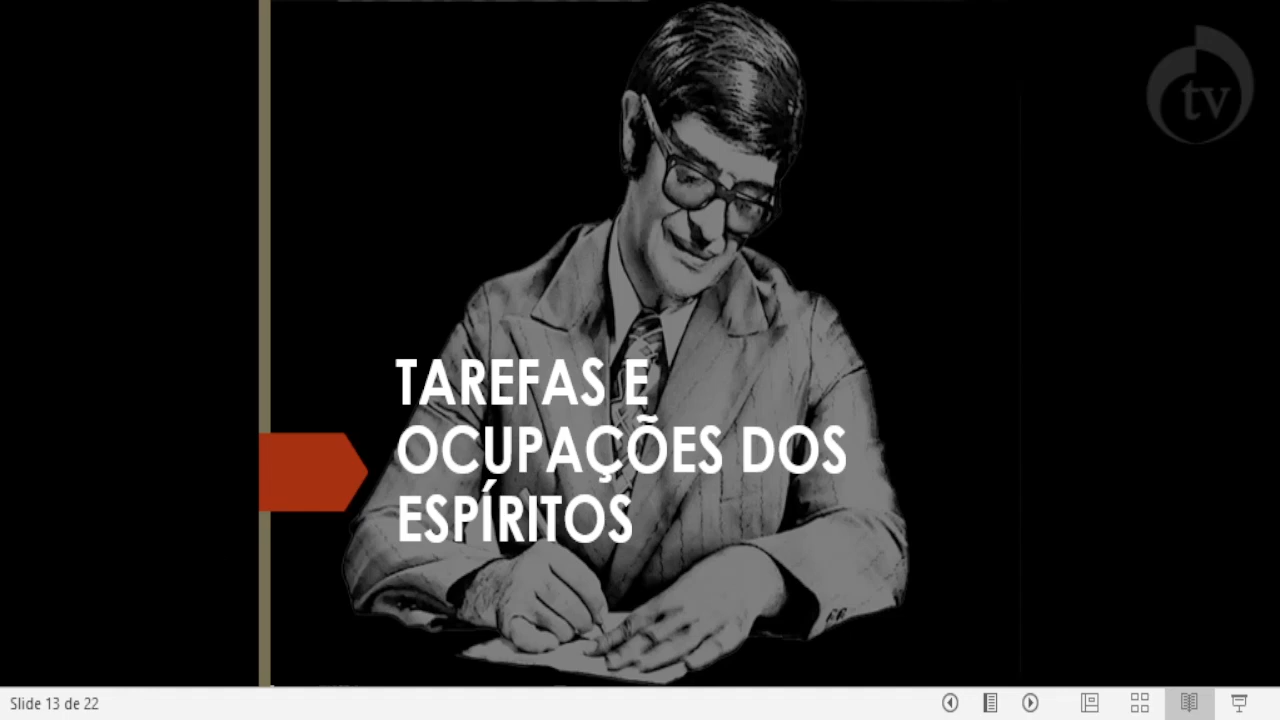 tv
TAREFAS E
OCUPAÇÕES DOS
ESPÍRITOS
Slide 13 de 22